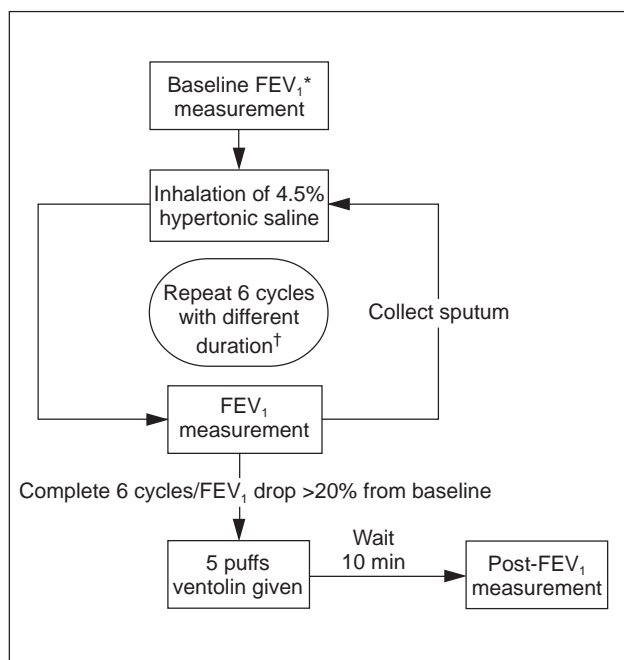 Baseline FEV₁*
measurement
Inhalation of 4.5%
hypertonic saline
Repeat 6 cycles
with different
duration†
Collect sputum
FEV₁
measurement
Complete 6 cycles/FEV₁ drop >20% from baseline
5 puffs
ventolin given
Wait
10 min
Post-FEV₁
measurement